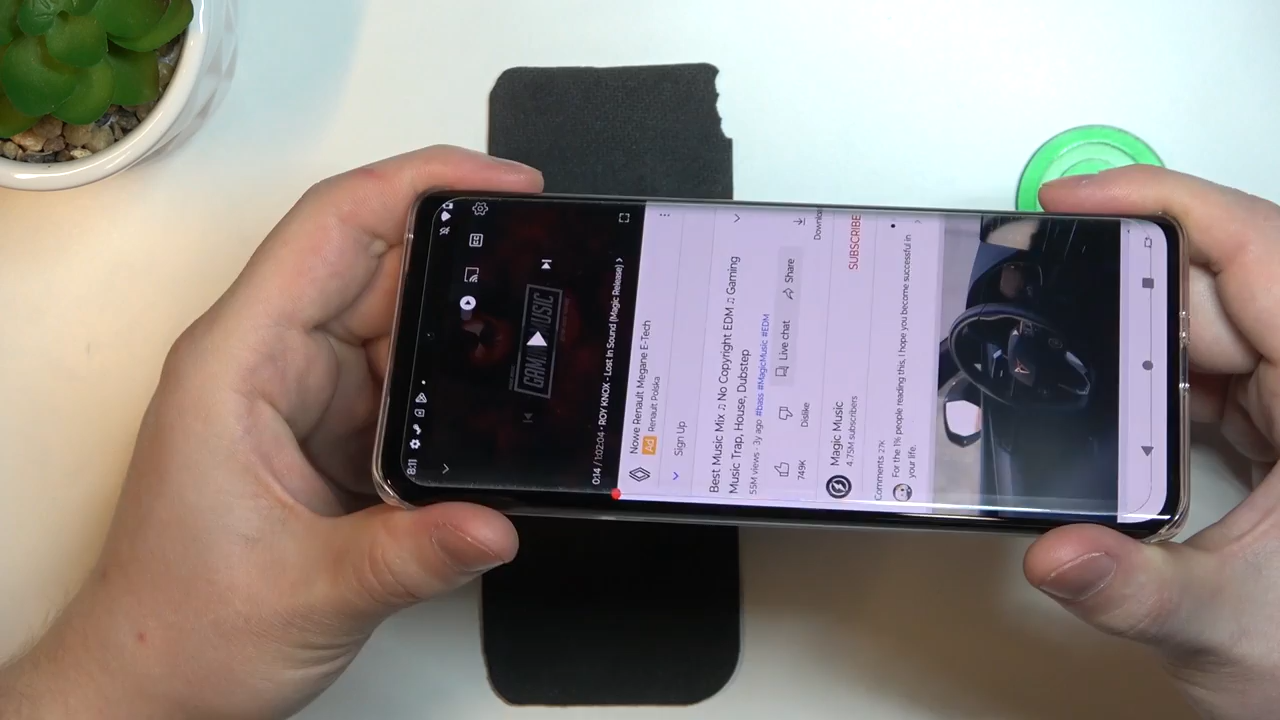 8:11
GAMING MUSIC
0:14 / 1:02:04 • ROY KNOX - Lost In Sound [Magic Release] >
Nowe Renault Megane E-Tech
Ad Renault Polska
Sign Up
Best Music Mix ♫ No Copyright EDM ♫ Gaming
Music Trap, House, Dubstep
55M views · 3y ago #bass #MagicMusic #EDM
749K
Dislike
Live chat
Share
Download
Magic Music
4.75M subscribers
SUBSCRIBE
Comments 27K
For the 1% people reading this, I hope you become successful in
your life.